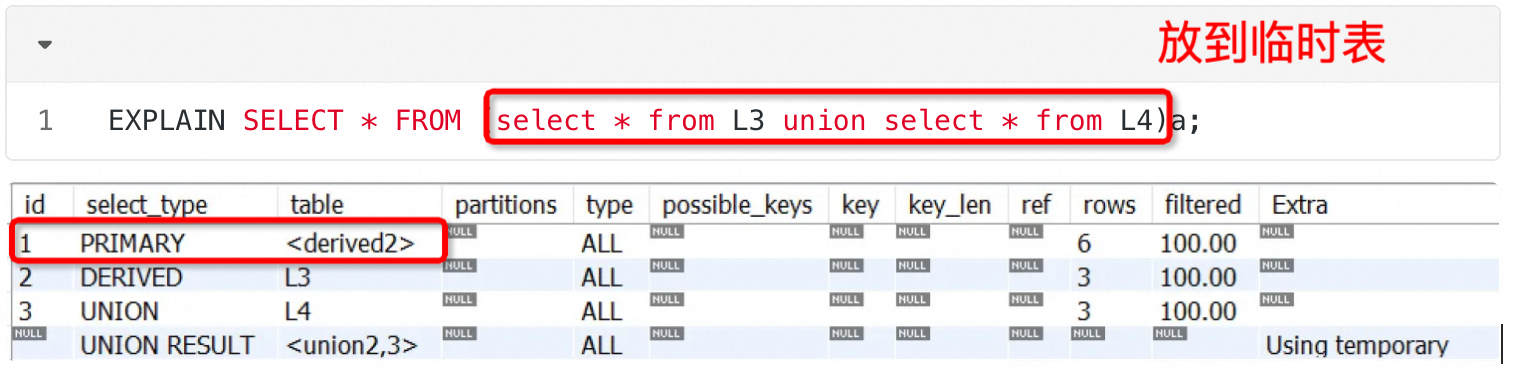 放到临时表
1 EXPLAIN SELECT * FROM (select * from L3 union select * from L4)a;
id select_type table partitions type possible_keys key key_len ref rows filtered Extra
1 PRIMARY <derived2> NULL ALL NULL NULL NULL NULL 6 100.00 NULL
2 DERIVED L3 NULL ALL NULL NULL NULL NULL 3 100.00 NULL
3 UNION L4 NULL ALL NULL NULL NULL NULL 3 100.00 NULL
NULL UNION RESULT <union2,3> NULL ALL NULL NULL NULL NULL NULL NULL Using temporary